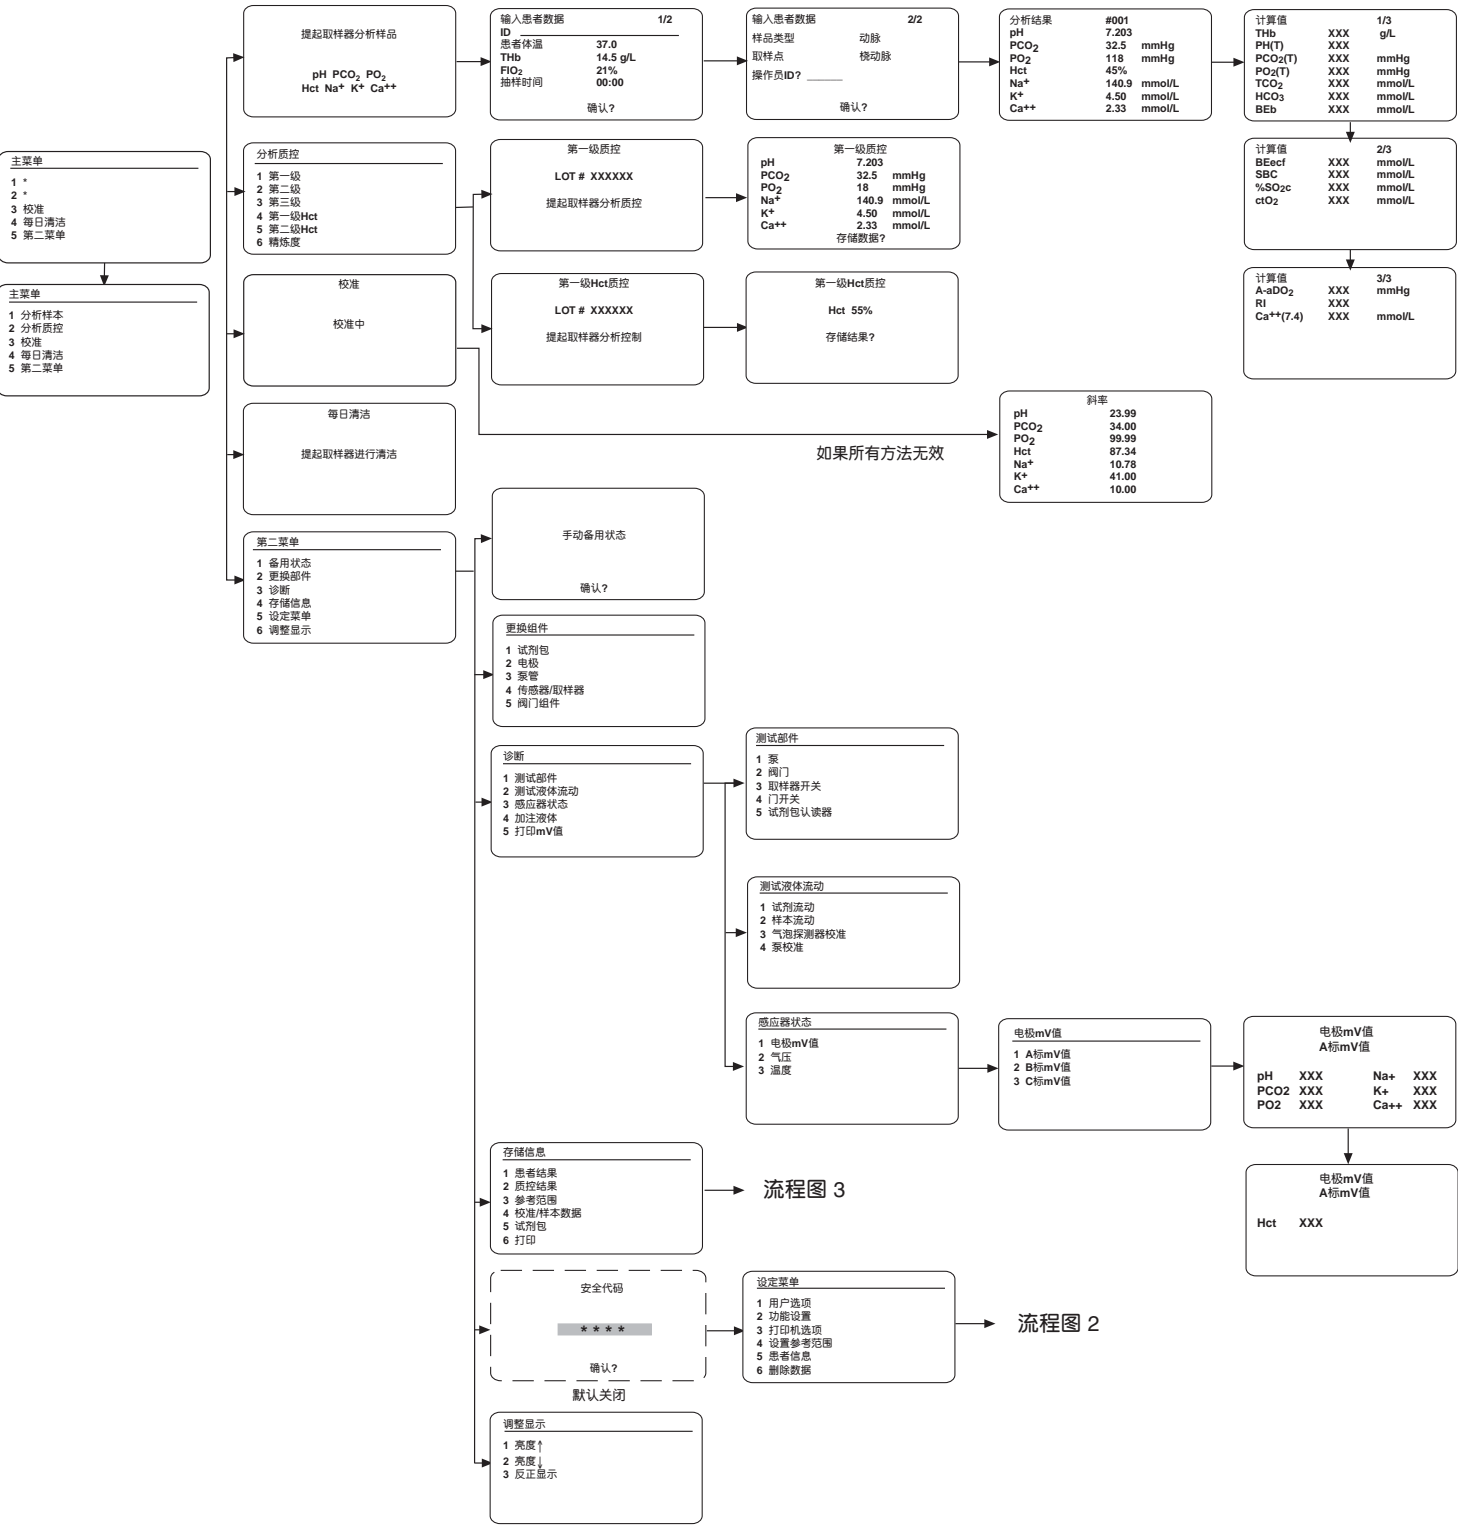 主菜单
1 *
2 *
3 校准
4 每日清洁
5 第二菜单
主菜单
1 分析样本
2 分析质控
3 校准
4 每日清洁
5 第二菜单
提起取样器分析样品
pH PCO2 PO2
Hct Na+ K+ Ca++
输入患者数据 1/2
ID
患者体温 37.0
THb 14.5 g/L
FIO2 21%
抽样时间 00:00
确认?
输入患者数据 2/2
样品类型 动脉
取样点 桡动脉
操作员ID? ______
确认?
分析结果 #001
pH 7.203
PCO2 32.5 mmHg
PO2 118 mmHg
Hct 45%
Na+ 140.9 mmol/L
K+ 4.50 mmol/L
Ca++ 2.33 mmol/L
计算值 1/3
THb XXX g/L
PH(T) XXX
PCO2(T) XXX mmHg
PO2(T) XXX mmHg
TCO2 XXX mmol/L
HCO3 XXX mmol/L
BEb XXX mmol/L
计算值 2/3
BEecf XXX mmol/L
SBC XXX mmol/L
%SO2c XXX mmol/L
ctO2 XXX mmol/L
计算值 3/3
A-aDO2 XXX mmHg
RI XXX
Ca++(7.4) XXX mmol/L
分析质控
1 第一级
2 第二级
3 第三级
4 第一级Hct
5 第二级Hct
6 精炼度
第一级质控
LOT # XXXXXX
提起取样器分析质控
第一级质控
pH 7.203
PCO2 32.5 mmHg
PO2 18 mmHg
Na+ 140.9 mmol/L
K+ 4.50 mmol/L
Ca++ 2.33 mmol/L
存储数据?
第一级Hct质控
LOT # XXXXXX
提起取样器分析控制
第一级Hct质控
Hct 55%
存储结果?
校准
校准中
如果所有方法无效
斜率
pH 23.99
PCO2 34.00
PO2 99.99
Hct 87.34
Na+ 10.78
K+ 41.00
Ca++ 10.00
每日清洁
提起取样器进行清洁
第二菜单
1 备用状态
2 更换部件
3 诊断
4 存储信息
5 设定菜单
6 调整显示
手动备用状态
确认?
更换组件
1 试剂包
2 电极
3 泵管
4 传感器/取样器
5 阀门组件
诊断
1 测试部件
2 测试液体流动
3 感应器状态
4 加注液体
5 打印mV值
测试部件
1 泵
2 阀门
3 取样器开关
4 门开关
5 试剂包认读器
测试液体流动
1 试剂流动
2 样本流动
3 气泡探测器校准
4 泵校准
感应器状态
1 电极mV值
2 气压
3 温度
电极mV值
1 A标mV值
2 B标mV值
3 C标mV值
电极mV值
A标mV值
pH XXX Na+ XXX
PCO2 XXX K+ XXX
PO2 XXX Ca++ XXX
电极mV值
A标mV值
Hct XXX
存储信息
1 患者结果
2 质控结果
3 参考范围
4 校准/样本数据
5 试剂包
6 打印
流程图 3
安全代码
* * * *
确认?
默认关闭
设定菜单
1 用户选项
2 功能设置
3 打印机选项
4 设置参考范围
5 患者信息
6 删除数据
流程图 2
调整显示
1 亮度↑
2 亮度↓
3 反正显示